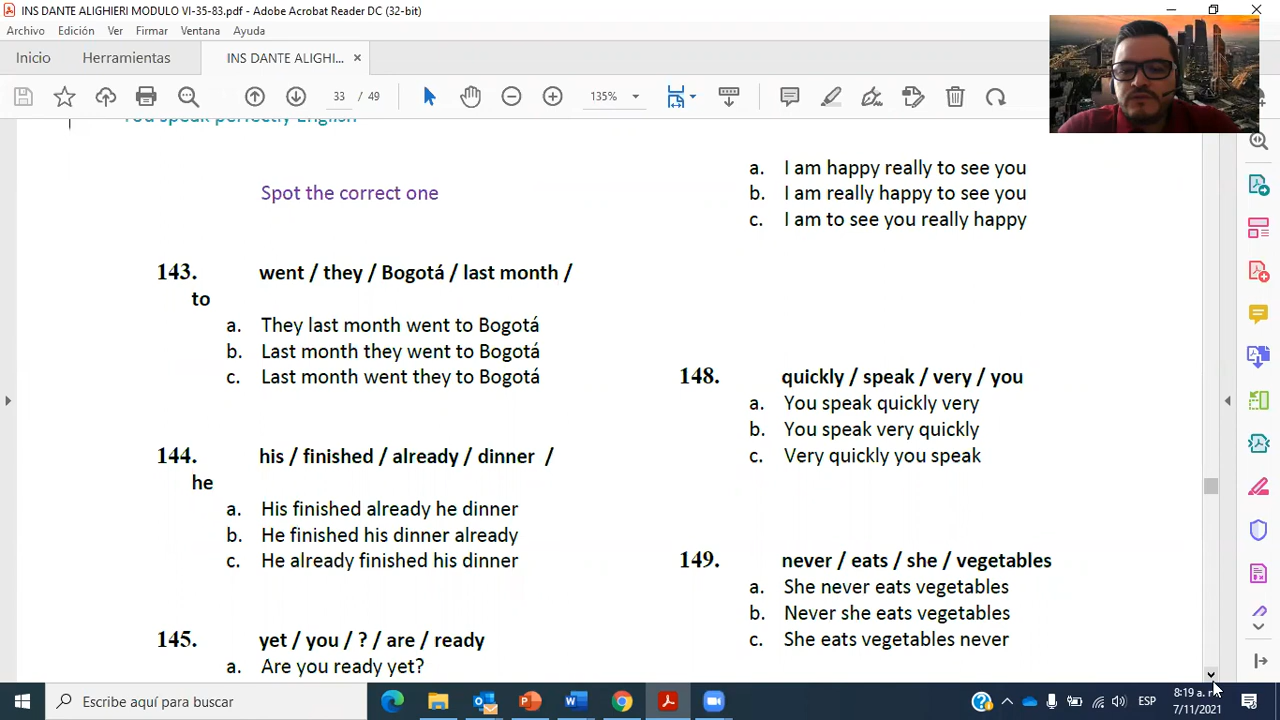 INS DANTE ALIGHIERI MODULO VI-35-83.pdf - Adobe Acrobat Reader DC (32-bit)
Archivo Edición Ver Firmar Ventana Ayuda
Inicio Herramientas INS DANTE ALIGHI... ×
33 / 49 135%
You speak perfectly English
Spot the correct one
143. went / they / Bogotá / last month /
to
a. They last month went to Bogotá
b. Last month they went to Bogotá
c. Last month went they to Bogotá
144. his / finished / already / dinner /
he
a. His finished already he dinner
b. He finished his dinner already
c. He already finished his dinner
145. yet / you / ? / are / ready
a. Are you ready yet?
a. I am happy really to see you
b. I am really happy to see you
c. I am to see you really happy
148. quickly / speak / very / you
a. You speak quickly very
b. You speak very quickly
c. Very quickly you speak
149. never / eats / she / vegetables
a. She never eats vegetables
b. Never she eats vegetables
c. She eats vegetables never
Escribe aquí para buscar
ESP
8:19 a.
7/11/2021